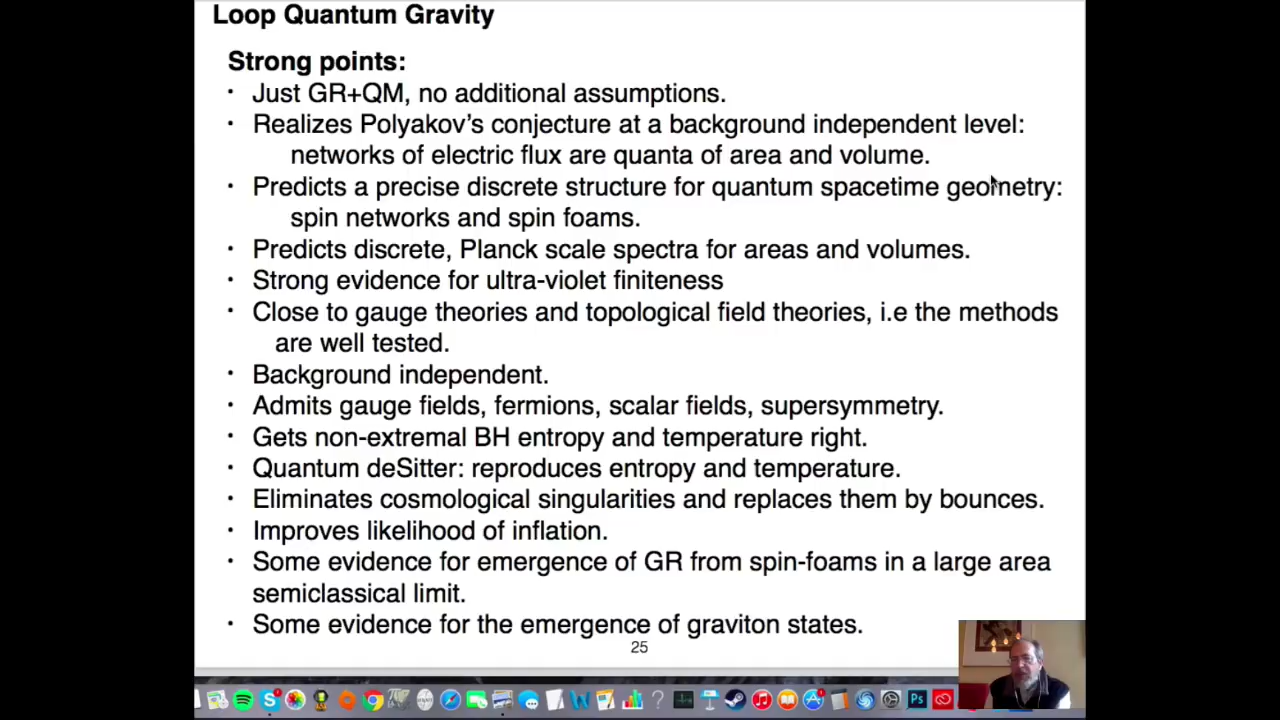 Loop Quantum Gravity
Strong points:
• Just GR+QM, no additional assumptions.
• Realizes Polyakov's conjecture at a background independent level:
networks of electric flux are quanta of area and volume.
• Predicts a precise discrete structure for quantum spacetime geometry:
spin networks and spin foams.
• Predicts discrete, Planck scale spectra for areas and volumes.
• Strong evidence for ultra-violet finiteness
• Close to gauge theories and topological field theories, i.e the methods
are well tested.
• Background independent.
• Admits gauge fields, fermions, scalar fields, supersymmetry.
• Gets non-extremal BH entropy and temperature right.
• Quantum deSitter: reproduces entropy and temperature.
• Eliminates cosmological singularities and replaces them by bounces.
• Improves likelihood of inflation.
• Some evidence for emergence of GR from spin-foams in a large area
semiclassical limit.
• Some evidence for the emergence of graviton states.
25
Ps